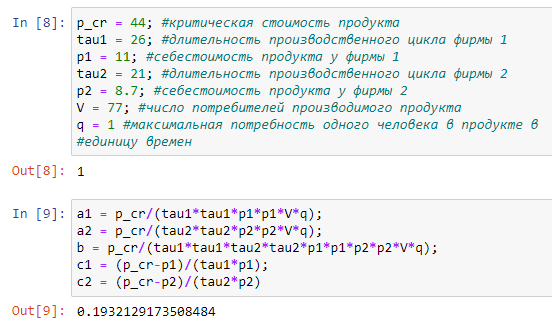 In [8]: p_cr = 44; #критическая стоимость продукта
tau1 = 26; #длительность производственного цикла фирмы 1
p1 = 11; #себестоимость продукта у фирмы 1
tau2 = 21; #длительность производственного цикла фирмы 2
p2 = 8.7; #себестоимость продукта у фирмы 2
V = 77; #число потребителей производимого продукта
q = 1 #максимальная потребность одного человека в продукте в
#единицу времен
Out[8]: 1
In [9]: a1 = p_cr/(tau1*tau1*p1*p1*V*q);
a2 = p_cr/(tau2*tau2*p2*p2*V*q);
b = p_cr/(tau1*tau1*tau2*tau2*p1*p1*p2*p2*V*q);
c1 = (p_cr-p1)/(tau1*p1);
c2 = (p_cr-p2)/(tau2*p2)
Out[9]: 0.1932129173508484